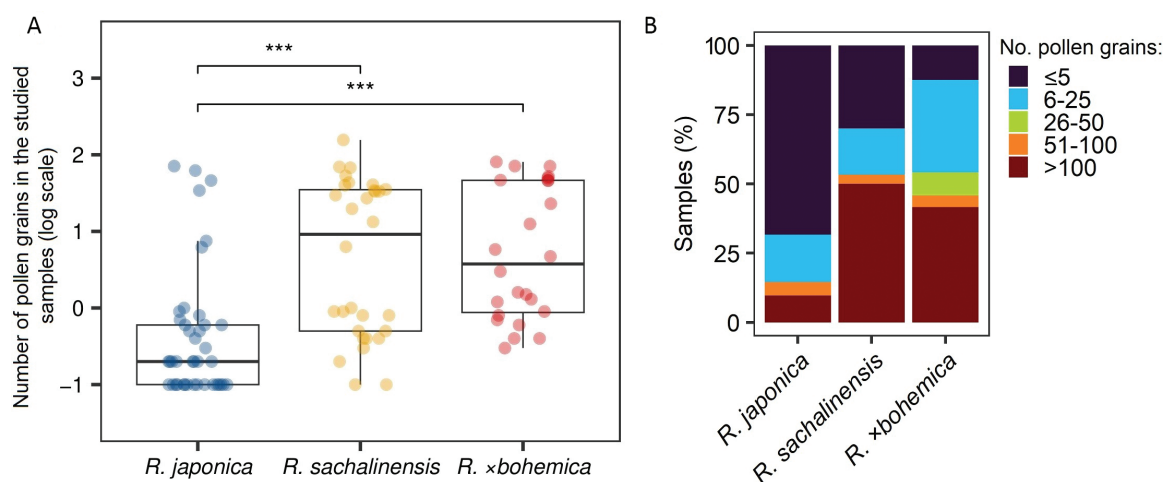 A
Number of pollen grains in the studied
samples (log scale)
3
2
1
0
−1
***
***
R. japonica
R. sachalinensis
R. ×bohemica
B
Samples (%)
100
75
50
25
0
R. japonica
R. sachalinensis
R. ×bohemica
No. pollen grains:
≤5
6-25
26-50
51-100
>100